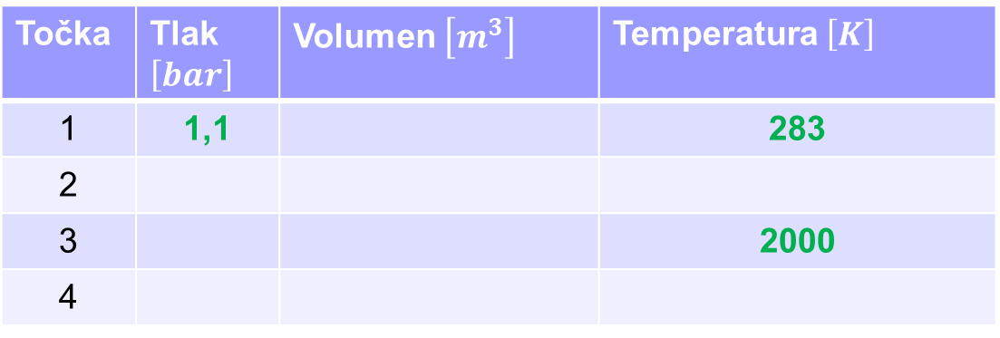 Točka Tlak [bar] Volumen [m³] Temperatura [K]
1 1,1 283
2
3 2000
4